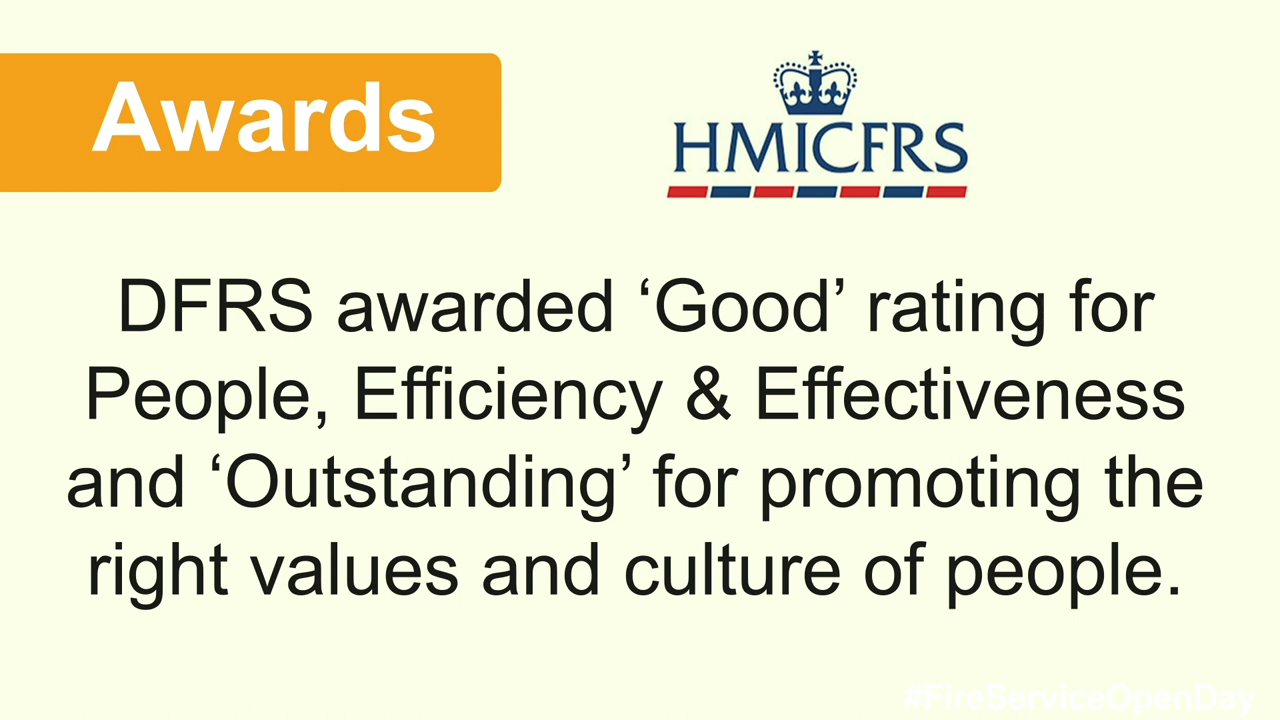 Awards
HMICFRS
DFRS awarded ‘Good’ rating for
People, Efficiency & Effectiveness
and ‘Outstanding’ for promoting the
right values and culture of people.
#FireServiceOpenDay